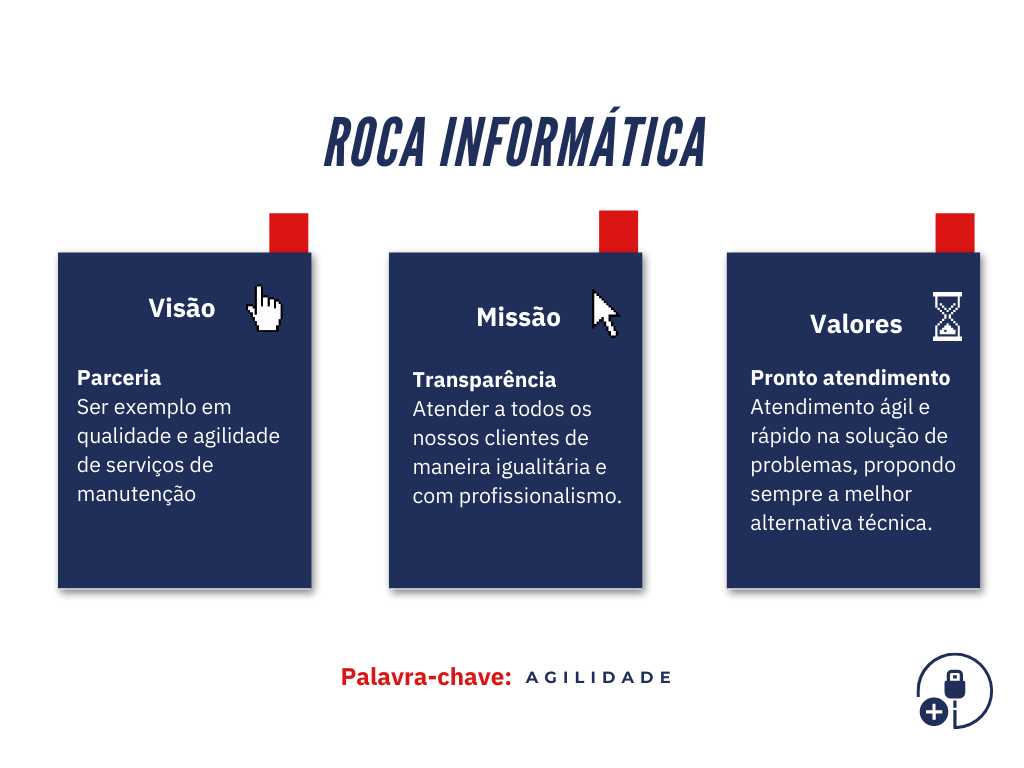 ROCA INFORMÁTICA
Visão
Parceria
Ser exemplo em
qualidade e agilidade
de serviços de
manutenção
Missão
Transparência
Atender a todos os
nossos clientes de
maneira igualitária e
com profissionalismo.
Valores
Pronto atendimento
Atendimento ágil e
rápido na solução de
problemas, propondo
sempre a melhor
alternativa técnica.
Palavra-chave: AGILIDADE